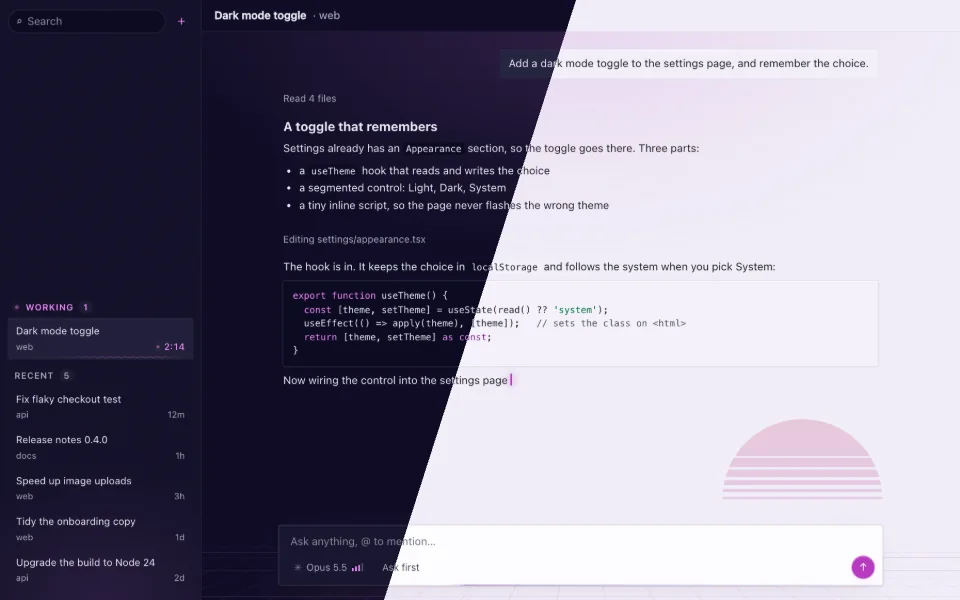 Search
+
WORKING 1
Dark mode toggle
web 2:14
RECENT 5
Fix flaky checkout test
api 12m
Release notes 0.4.0
docs 1h
Speed up image uploads
web 3h
Tidy the onboarding copy
web 1d
Upgrade the build to Node 24
api 2d
Dark mode toggle · web
Add a dark mode toggle to the settings page, and remember the choice.
Read 4 files
A toggle that remembers
Settings already has an Appearance section, so the toggle goes there. Three parts:
• a useTheme hook that reads and writes the choice
• a segmented control: Light, Dark, System
• a tiny inline script, so the page never flashes the wrong theme
Editing settings/appearance.tsx
The hook is in. It keeps the choice in localStorage and follows the system when you pick System:
export function useTheme() {
const [theme, setTheme] = useState(read() ?? 'system');
useEffect(() => apply(theme), [theme]); // sets the class on <html>
return [theme, setTheme] as const;
}
Now wiring the control into the settings page
Ask anything, @ to mention...
Opus 5.5 Ask first